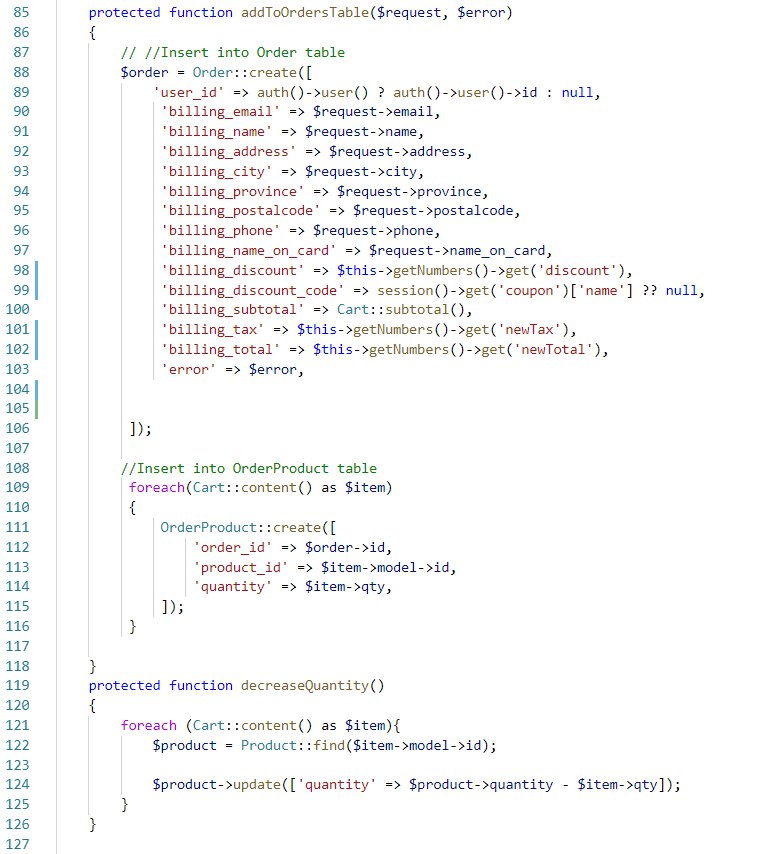 85 protected function addToOrdersTable($request, $error)
86 {
87 // //Insert into Order table
88 $order = Order::create([
89 'user_id' => auth()->user() ? auth()->user()->id : null,
90 'billing_email' => $request->email,
91 'billing_name' => $request->name,
92 'billing_address' => $request->address,
93 'billing_city' => $request->city,
94 'billing_province' => $request->province,
95 'billing_postalcode' => $request->postalcode,
96 'billing_phone' => $request->phone,
97 'billing_name_on_card' => $request->name_on_card,
98 'billing_discount' => $this->getNumbers()->get('discount'),
99 'billing_discount_code' => session()->get('coupon')['name'] ?? null,
100 'billing_subtotal' => Cart::subtotal(),
101 'billing_tax' => $this->getNumbers()->get('newTax'),
102 'billing_total' => $this->getNumbers()->get('newTotal'),
103 'error' => $error,
104
105
106 ]);
107
108 //Insert into OrderProduct table
109 foreach(Cart::content() as $item)
110 {
111 OrderProduct::create([
112 'order_id' => $order->id,
113 'product_id' => $item->model->id,
114 'quantity' => $item->qty,
115 ]);
116 }
117
118 }
119 protected function decreaseQuantity()
120 {
121 foreach (Cart::content() as $item){
122 $product = Product::find($item->model->id);
123
124 $product->update(['quantity' => $product->quantity - $item->qty]);
125 }
126 }
127